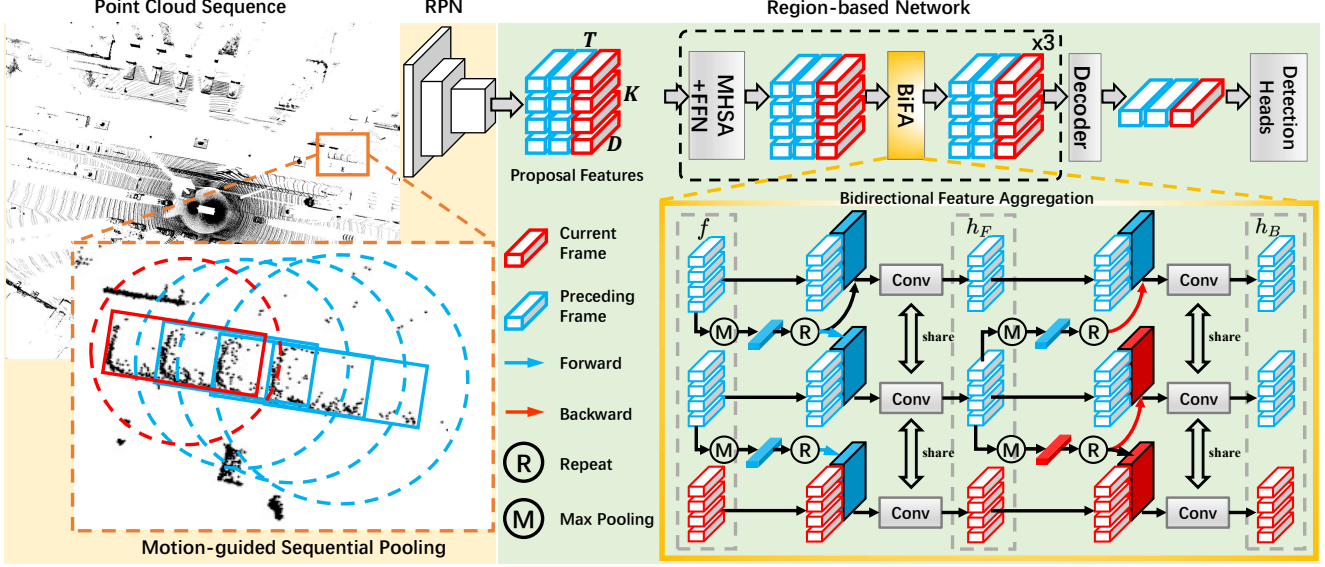 Point Cloud Sequence
RPN
Region-based Network
T
K
D
Proposal Features
MHSA
+FFN
BiFA
x3
Decoder
Detection
Heads
Bidirectional Feature Aggregation
Current
Frame
Preceding
Frame
Forward
Backward
R
Repeat
M
Max Pooling
Motion-guided Sequential Pooling
f
h_F
h_B
Conv
Conv
M
R
share
M
R
share
Conv
Conv
M
R
share
M
R
share
Conv
Conv